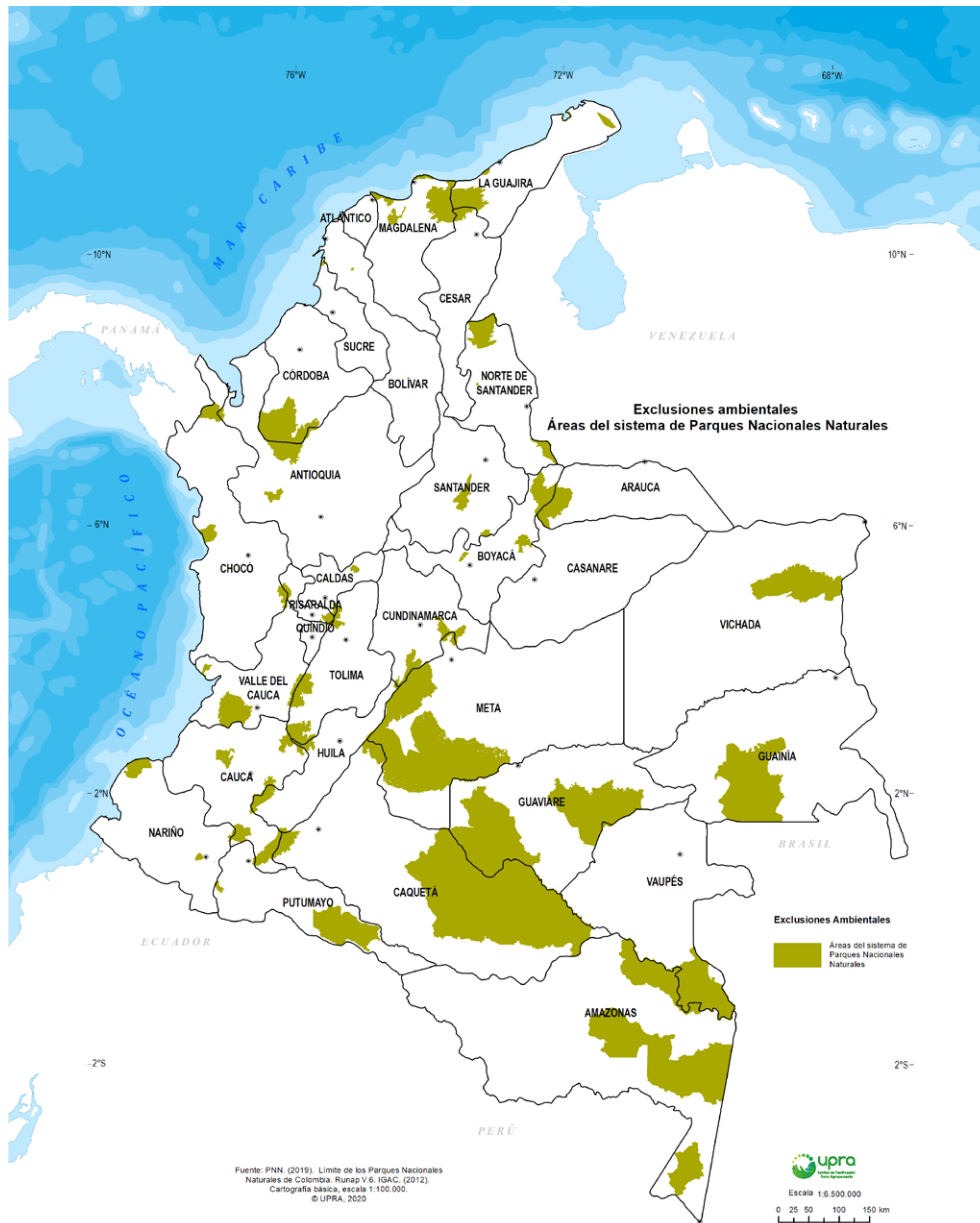 76°W
72°W
68°W
MAR CARIBE
LA GUAJIRA
ATLÁNTICO
MAGDALENA
10°N
10°N
CESAR
PANAMÁ
VENEZUELA
SUCRE
CÓRDOBA
BOLÍVAR
NORTE DE
SANTANDER
Exclusiones ambientales
Áreas del sistema de Parques Nacionales Naturales
ANTIOQUIA
SANTANDER
ARAUCA
OCÉANO PACÍFICO
6°N
6°N
CHOCÓ
BOYACÁ
CASANARE
CALDAS
RISARALDA
QUINDÍO
CUNDINAMARCA
VICHADA
VALLE DEL
CAUCA
TOLIMA
META
HUILA
GUAINÍA
CAUCA
2°N
2°N
GUAVIARE
NARIÑO
BRASIL
VAUPÉS
CAQUETÁ
PUTUMAYO
ECUADOR
Exclusiones Ambientales
Áreas del sistema de
Parques Nacionales
Naturales
AMAZONAS
2°S
2°S
PERÚ
Fuente: PNN. (2019). Límite de los Parques Nacionales
Naturales de Colombia. Runap V.6. IGAC. (2012).
Cartografía básica, escala 1:100.000.
© UPRA, 2020
upra
Escala 1:6.500.000
0 25 50 100 150 km